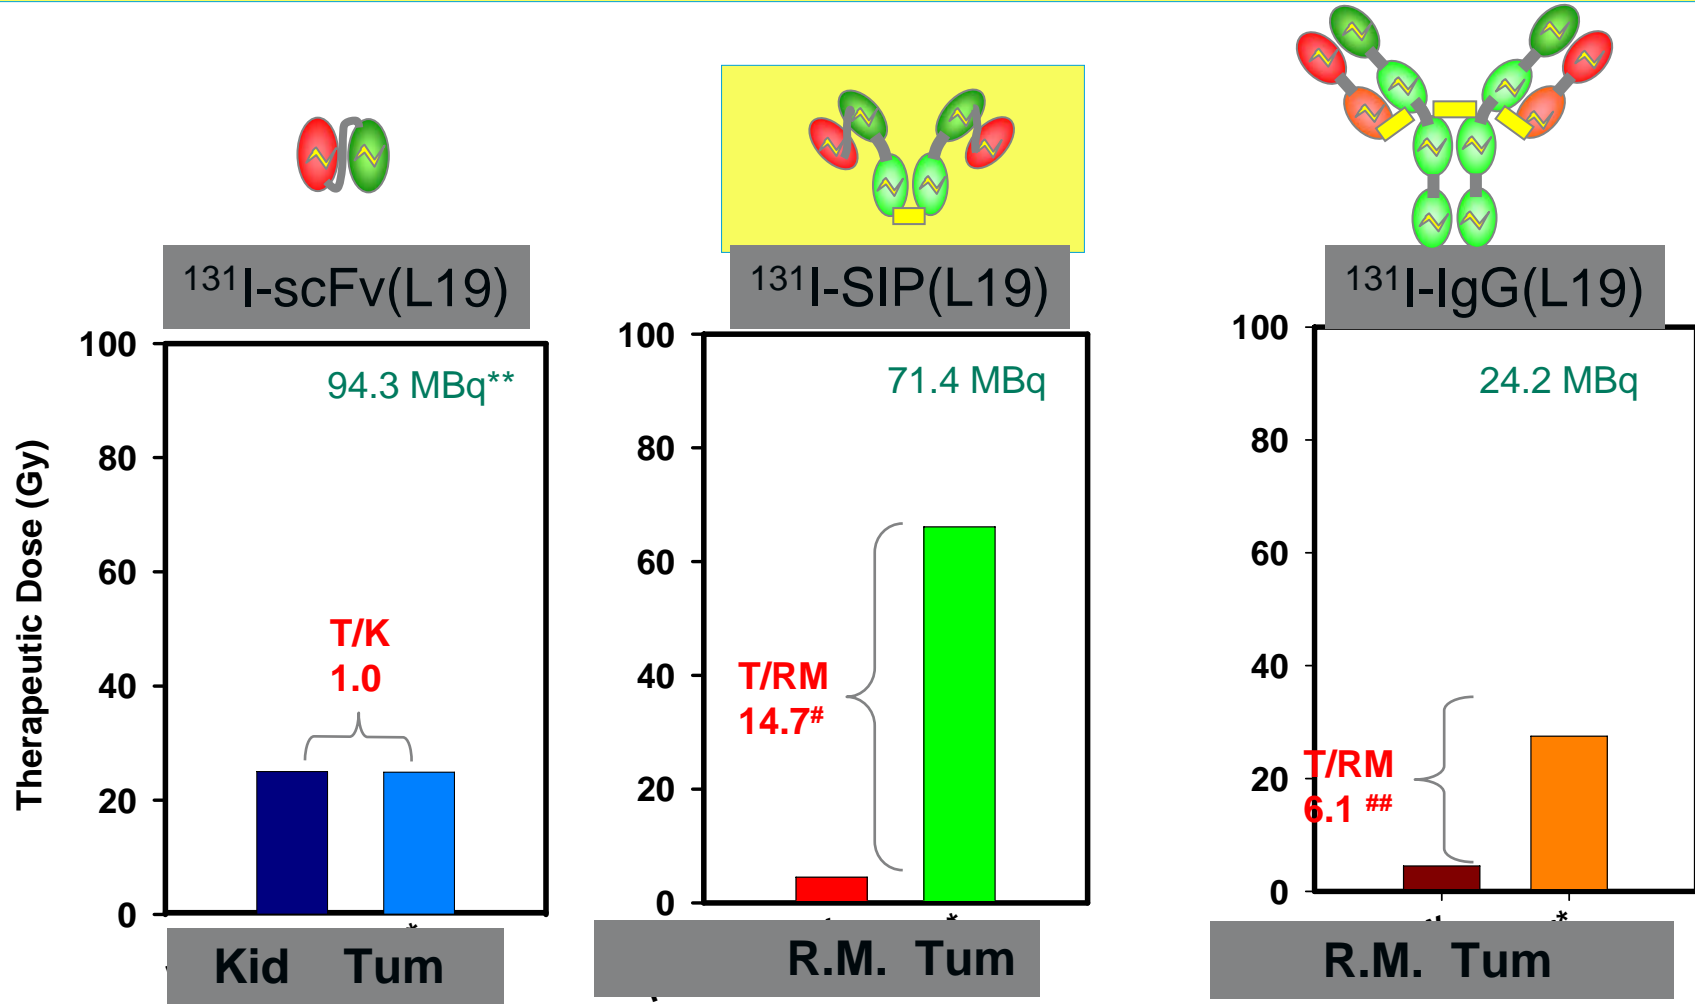 ¹³¹I-scFv(L19)
¹³¹I-SIP(L19)
¹³¹I-IgG(L19)
Therapeutic Dose (Gy)
100
80
60
40
20
0
94.3 MBq**
T/K
1.0
Kid Tum
100
80
60
40
20
0
71.4 MBq
T/RM
14.7#
*
R.M. Tum
100
80
60
40
20
0
24.2 MBq
T/RM
6.1 ##
*
R.M. Tum